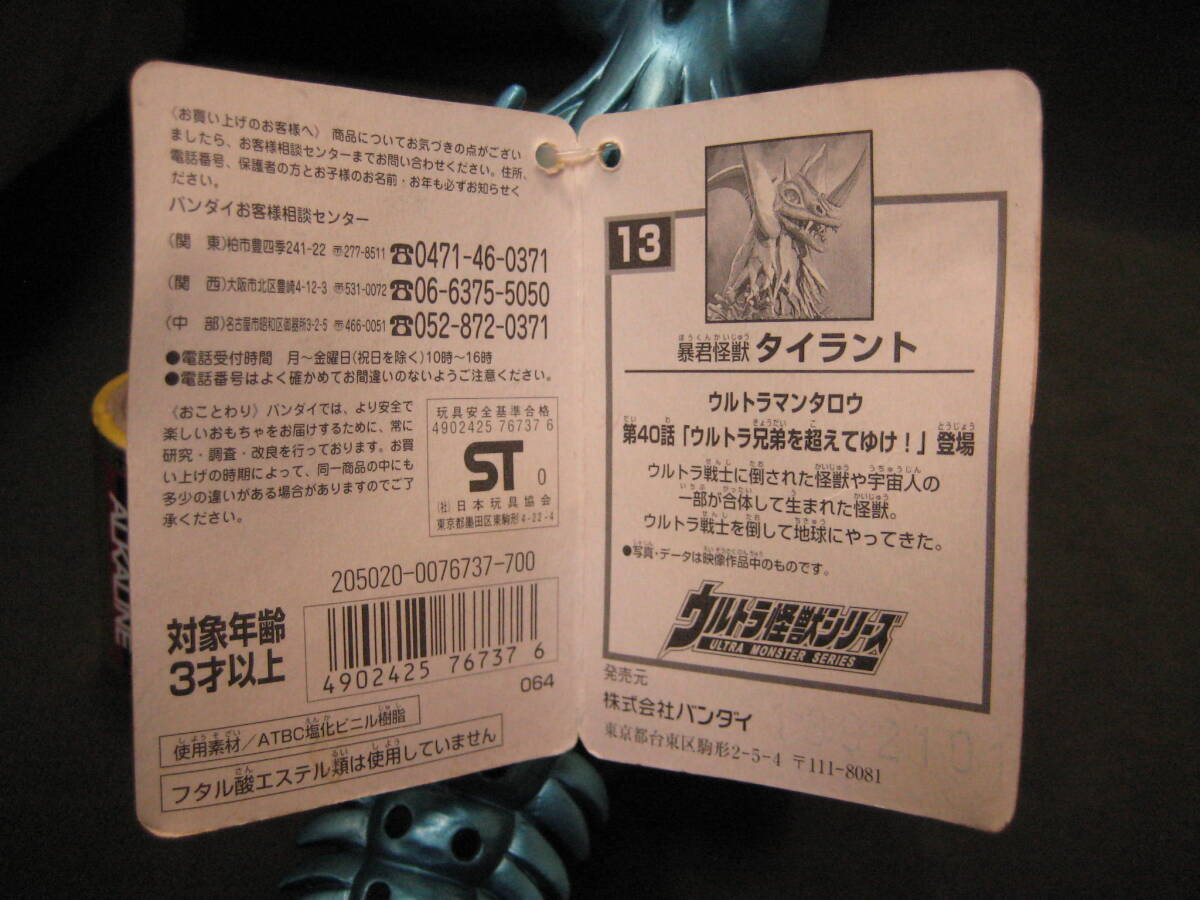 〈お買い上げのお客様へ〉 商品についてお気づきの点がござい
ましたら、お客様相談センターまでお問い合わせください。住所、
電話番号、保護者の方とお子様のお名前・お年も必ずお知らせく
ださい。
バンダイお客様相談センター
(関 東)柏市豊四季241-22 〒277-8511 ☎0471-46-0371
(関 西)大阪市北区豊崎4-12-3 〒531-0072 ☎06-6375-5050
(中 部)名古屋市昭和区御器所3-2-5 〒466-0051 ☎052-872-0371
●電話受付時間 月〜金曜日(祝日を除く)10時〜16時
●電話番号はよく確かめてお間違いのないようご注意ください。
〈おことわり〉バンダイでは、より安全で
楽しいおもちゃをお届けするために、常に
研究・調査・改良を行っております。お買
い上げの時期によって、同一商品の中にも
多少の違いがある場合がありますのでご了
承ください。
玩具安全基準合格
4902425 76737 6
ST 0
(社)日本玩具協会
東京都墨田区東駒形4-22-4
205020-0076737-700
対象年齢
3才以上
4902425 76737 6
064
使用素材/ATBC塩化ビニル樹脂
フタル酸エステル類は使用していません
ALKALINE
13
暴君怪獣 タイラント
ウルトラマンタロウ
第40話「ウルトラ兄弟を超えてゆけ!」登場
ウルトラ戦士に倒された怪獣や宇宙人の
一部が合体して生まれた怪獣。
ウルトラ戦士を倒して地球にやってきた。
●写真・データは映像作品中のものです。
ウルトラ怪獣シリーズ
ULTRA MONSTER SERIES
発売元
株式会社バンダイ
東京都台東区駒形2-5-4 〒111-8081